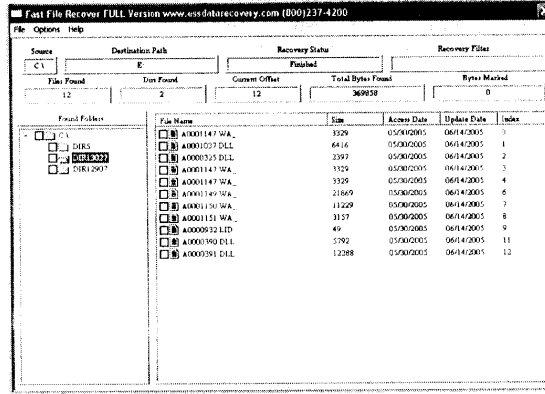 Fast File Recover FULL Version www.essdatarecovery.com (800)237-4200
File Options Help
Source Destination Path Recovery Status Recovery Filter
C:\ E: Finished
Files Found Dirs Found Current Offset Total Bytes Found Bytes Marked
12 2 12 369858 0
Found Folders
C:\
DIR5
DIR12907
File Name Size Access Date Update Date Index
A0001147 WA_ 3329 05/30/2005 06/14/2005
A0001037 DLL 6416 05/30/2005 06/14/2005 1
A0000325 DLL 2397 05/30/2005 06/14/2005 2
A0001147 WA_ 3329 05/30/2005 06/14/2005 3
A0001147 WA_ 3329 05/30/2005 06/14/2005 4
A0001149 WA_ 21869 05/30/2005 06/14/2005 6
A0001150 WA_ 11229 05/30/2005 06/14/2005 7
A0001151 WA_ 3157 05/30/2005 06/14/2005 8
A0000932 LID 49 05/30/2005 06/14/2005 9
A0000390 DLL 5792 05/30/2005 06/14/2005 11
A0000391 DLL 12288 05/30/2005 06/14/2005 12